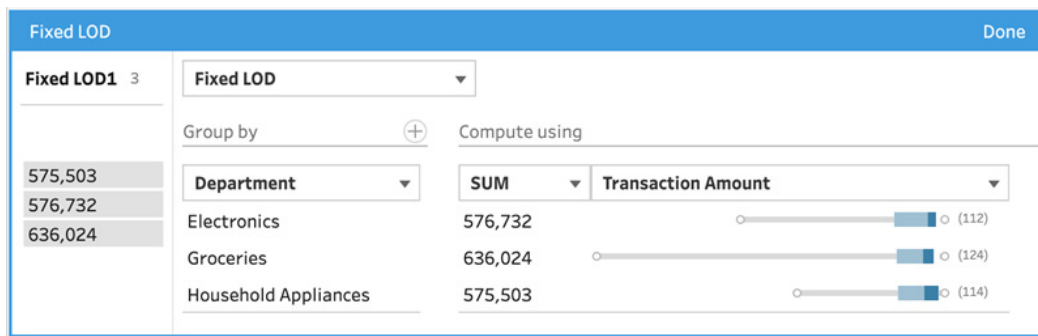 Fixed LOD Done
Fixed LOD1 3 Fixed LOD
Group by Compute using
575,503 Department SUM Transaction Amount
576,732 Electronics 576,732 (112)
636,024 Groceries 636,024 (124)
Household Appliances 575,503 (114)